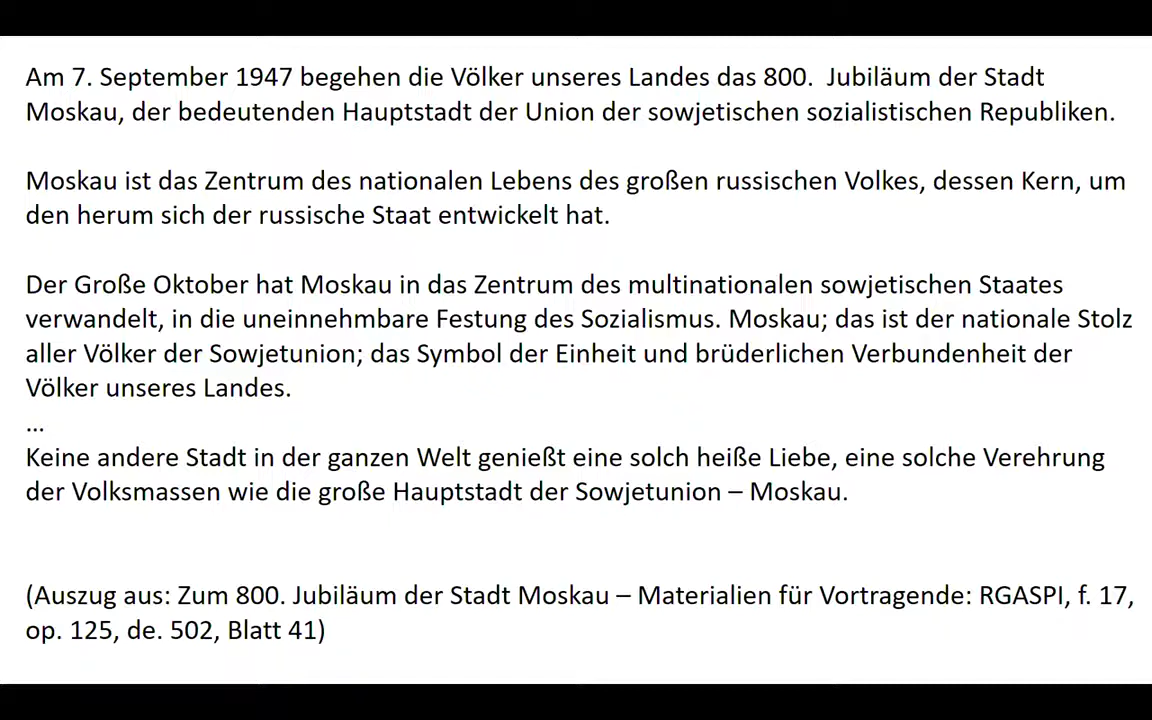 Am 7. September 1947 begehen die Völker unseres Landes das 800.  Jubiläum der Stadt
Moskau, der bedeutenden Hauptstadt der Union der sowjetischen sozialistischen Republiken.
Moskau ist das Zentrum des nationalen Lebens des großen russischen Volkes, dessen Kern, um
den herum sich der russische Staat entwickelt hat.
Der Große Oktober hat Moskau in das Zentrum des multinationalen sowjetischen Staates
verwandelt, in die uneinnehmbare Festung des Sozialismus. Moskau; das ist der nationale Stolz
aller Völker der Sowjetunion; das Symbol der Einheit und brüderlichen Verbundenheit der
Völker unseres Landes.
...
Keine andere Stadt in der ganzen Welt genießt eine solch heiße Liebe, eine solche Verehrung
der Volksmassen wie die große Hauptstadt der Sowjetunion – Moskau.
(Auszug aus: Zum 800. Jubiläum der Stadt Moskau – Materialien für Vortragende: RGASPI, f. 17,
op. 125, de. 502, Blatt 41)